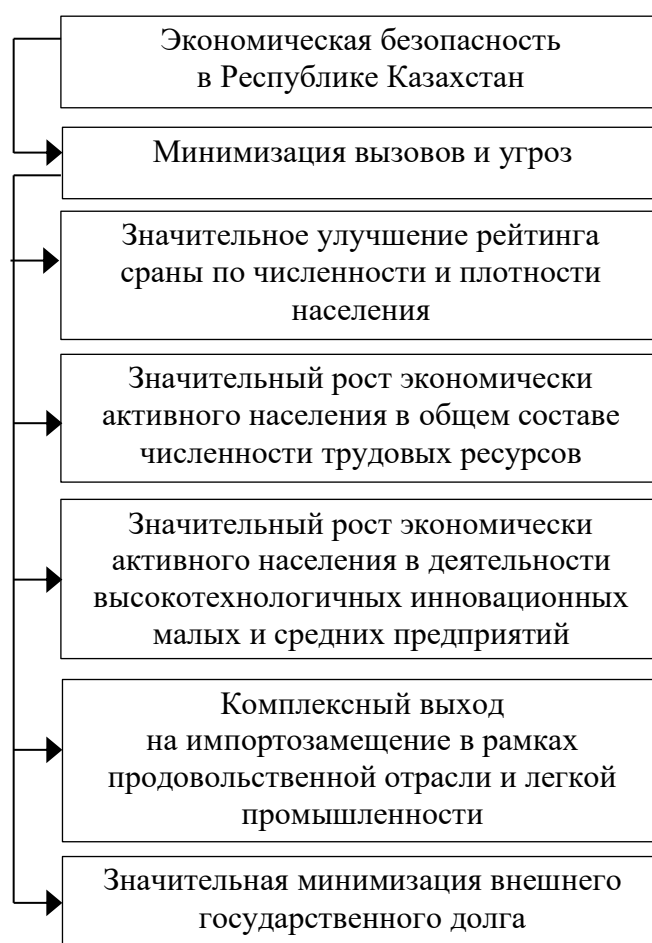 Экономическая безопасность
в Республике Казахстан
Минимизация вызовов и угроз
Значительное улучшение рейтинга
сраны по численности и плотности
населения
Значительный рост экономически
активного населения в общем составе
численности трудовых ресурсов
Значительный рост экономически
активного населения в деятельности
высокотехнологичных инновационных
малых и средних предприятий
Комплексный выход
на импортозамещение в рамках
продовольственной отрасли и легкой
промышленности
Значительная минимизация внешнего
государственного долга